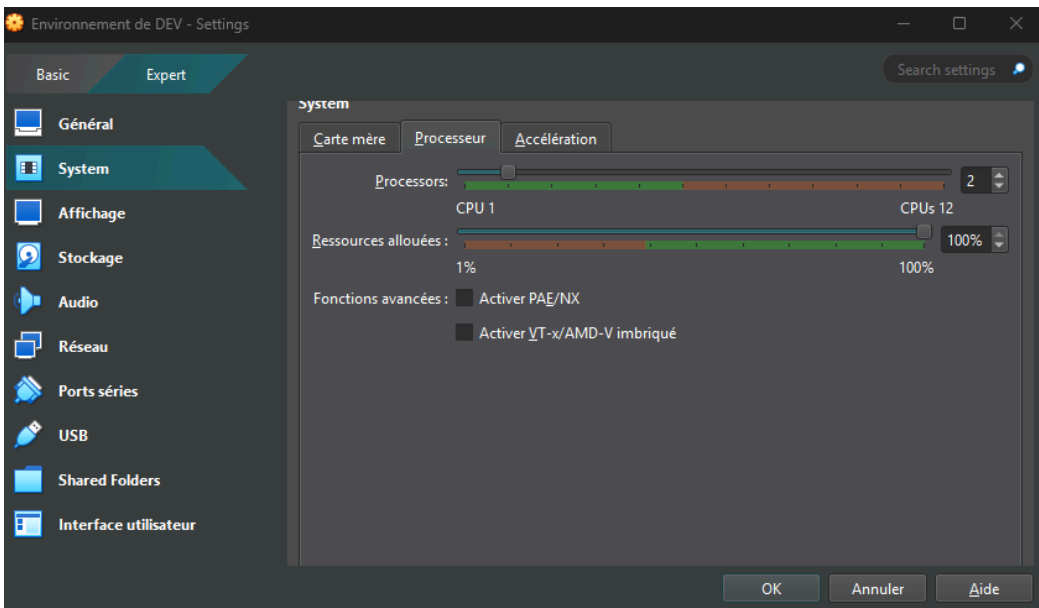 Environnement de DEV - Settings
Basic
Expert
Search settings
Général
System
Affichage
Stockage
Audio
Réseau
Ports séries
USB
Shared Folders
Interface utilisateur
System
Carte mère
Processeur
Accélération
Processors:
2
CPU 1
CPUs 12
Ressources allouées :
100%
1%
100%
Fonctions avancées :
Activer PAE/NX
Activer VT-x/AMD-V imbriqué
OK
Annuler
Aide